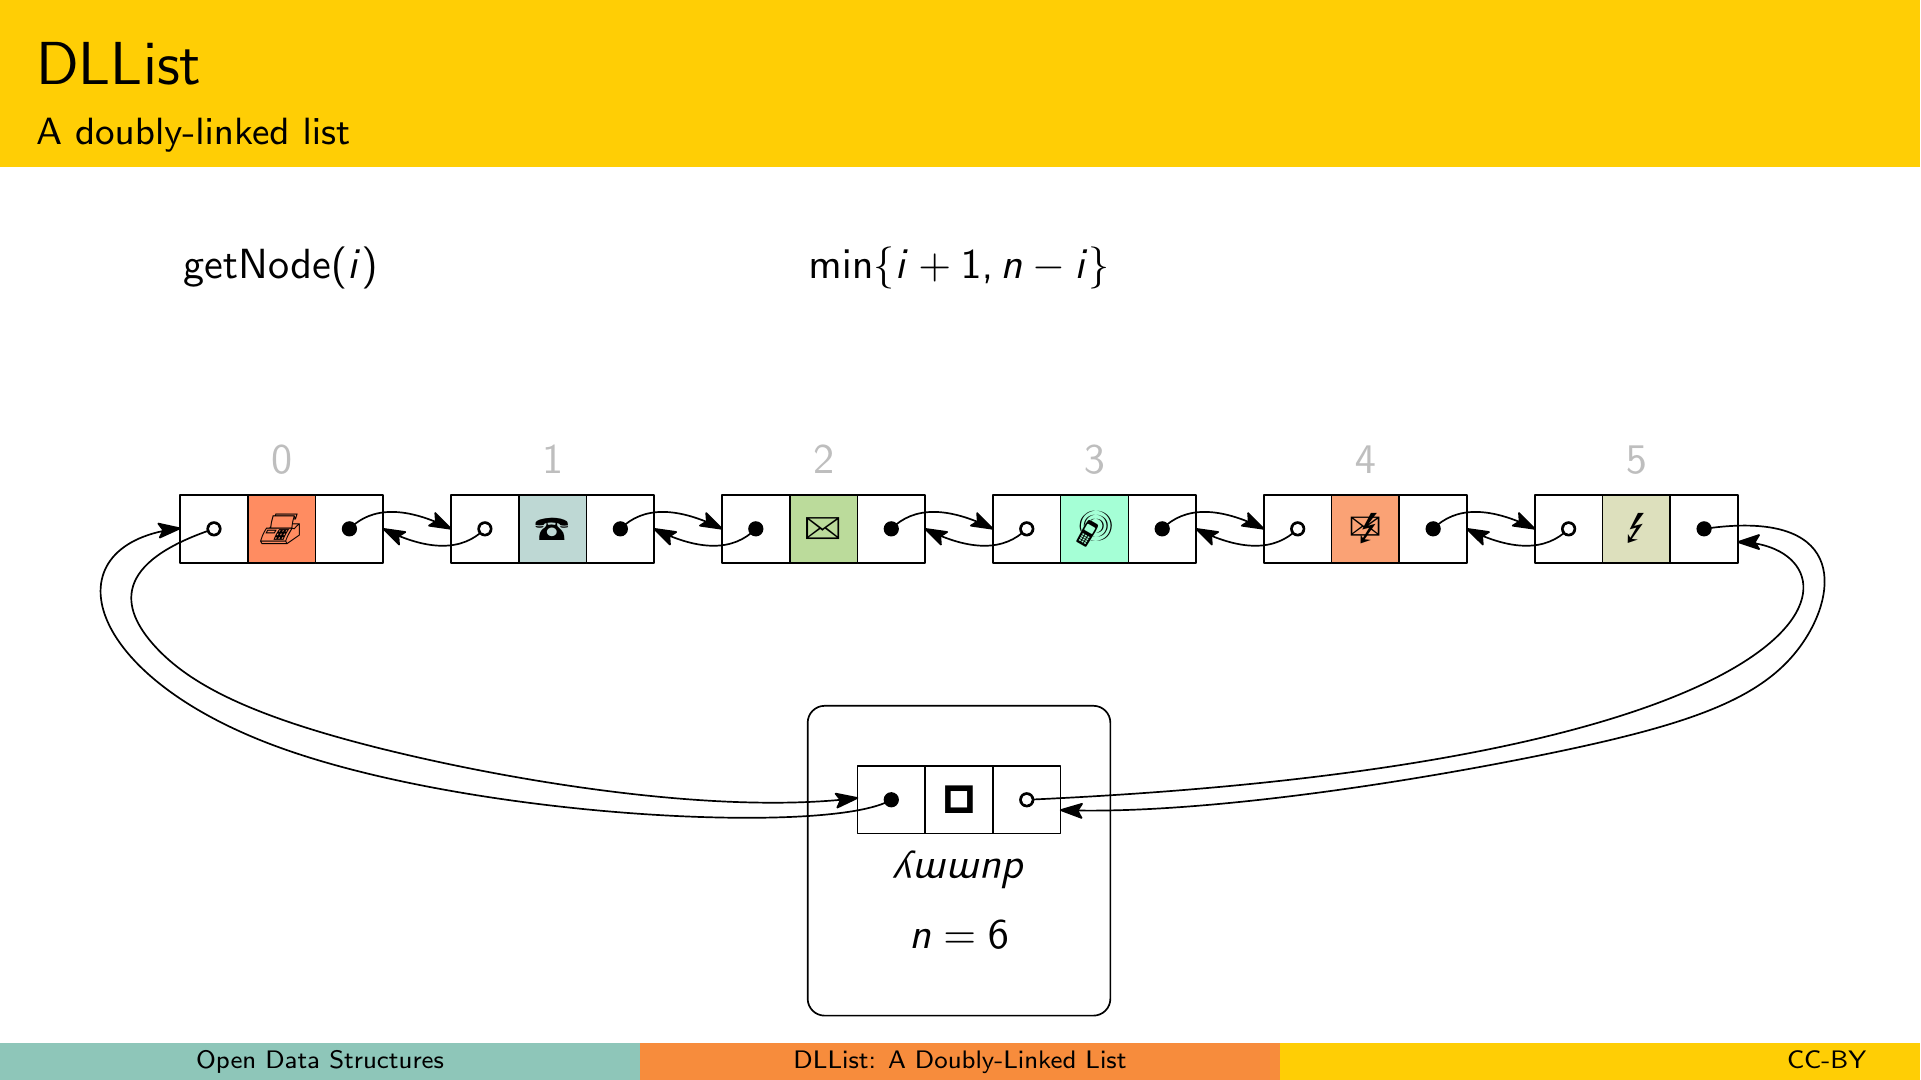 DLList
A doubly-linked list
getNode(i) min{i + 1, n − i}
0 1 2 3 4 5
dummy
n = 6
Open Data Structures DLList: A Doubly-Linked List CC-BY